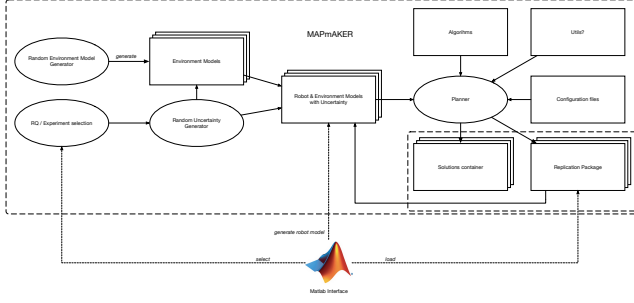 MAPmAKER
Algorithms
Utils?
Random Environment Model
Generator
generate
Environment Models
Robot & Environment Models
with Uncertainty
Planner
Configuration files
RQ / Experiment selection
Random Uncertainty
Generator
Solutions container
Replication Package
generate robot model
select
load
Matlab Interface